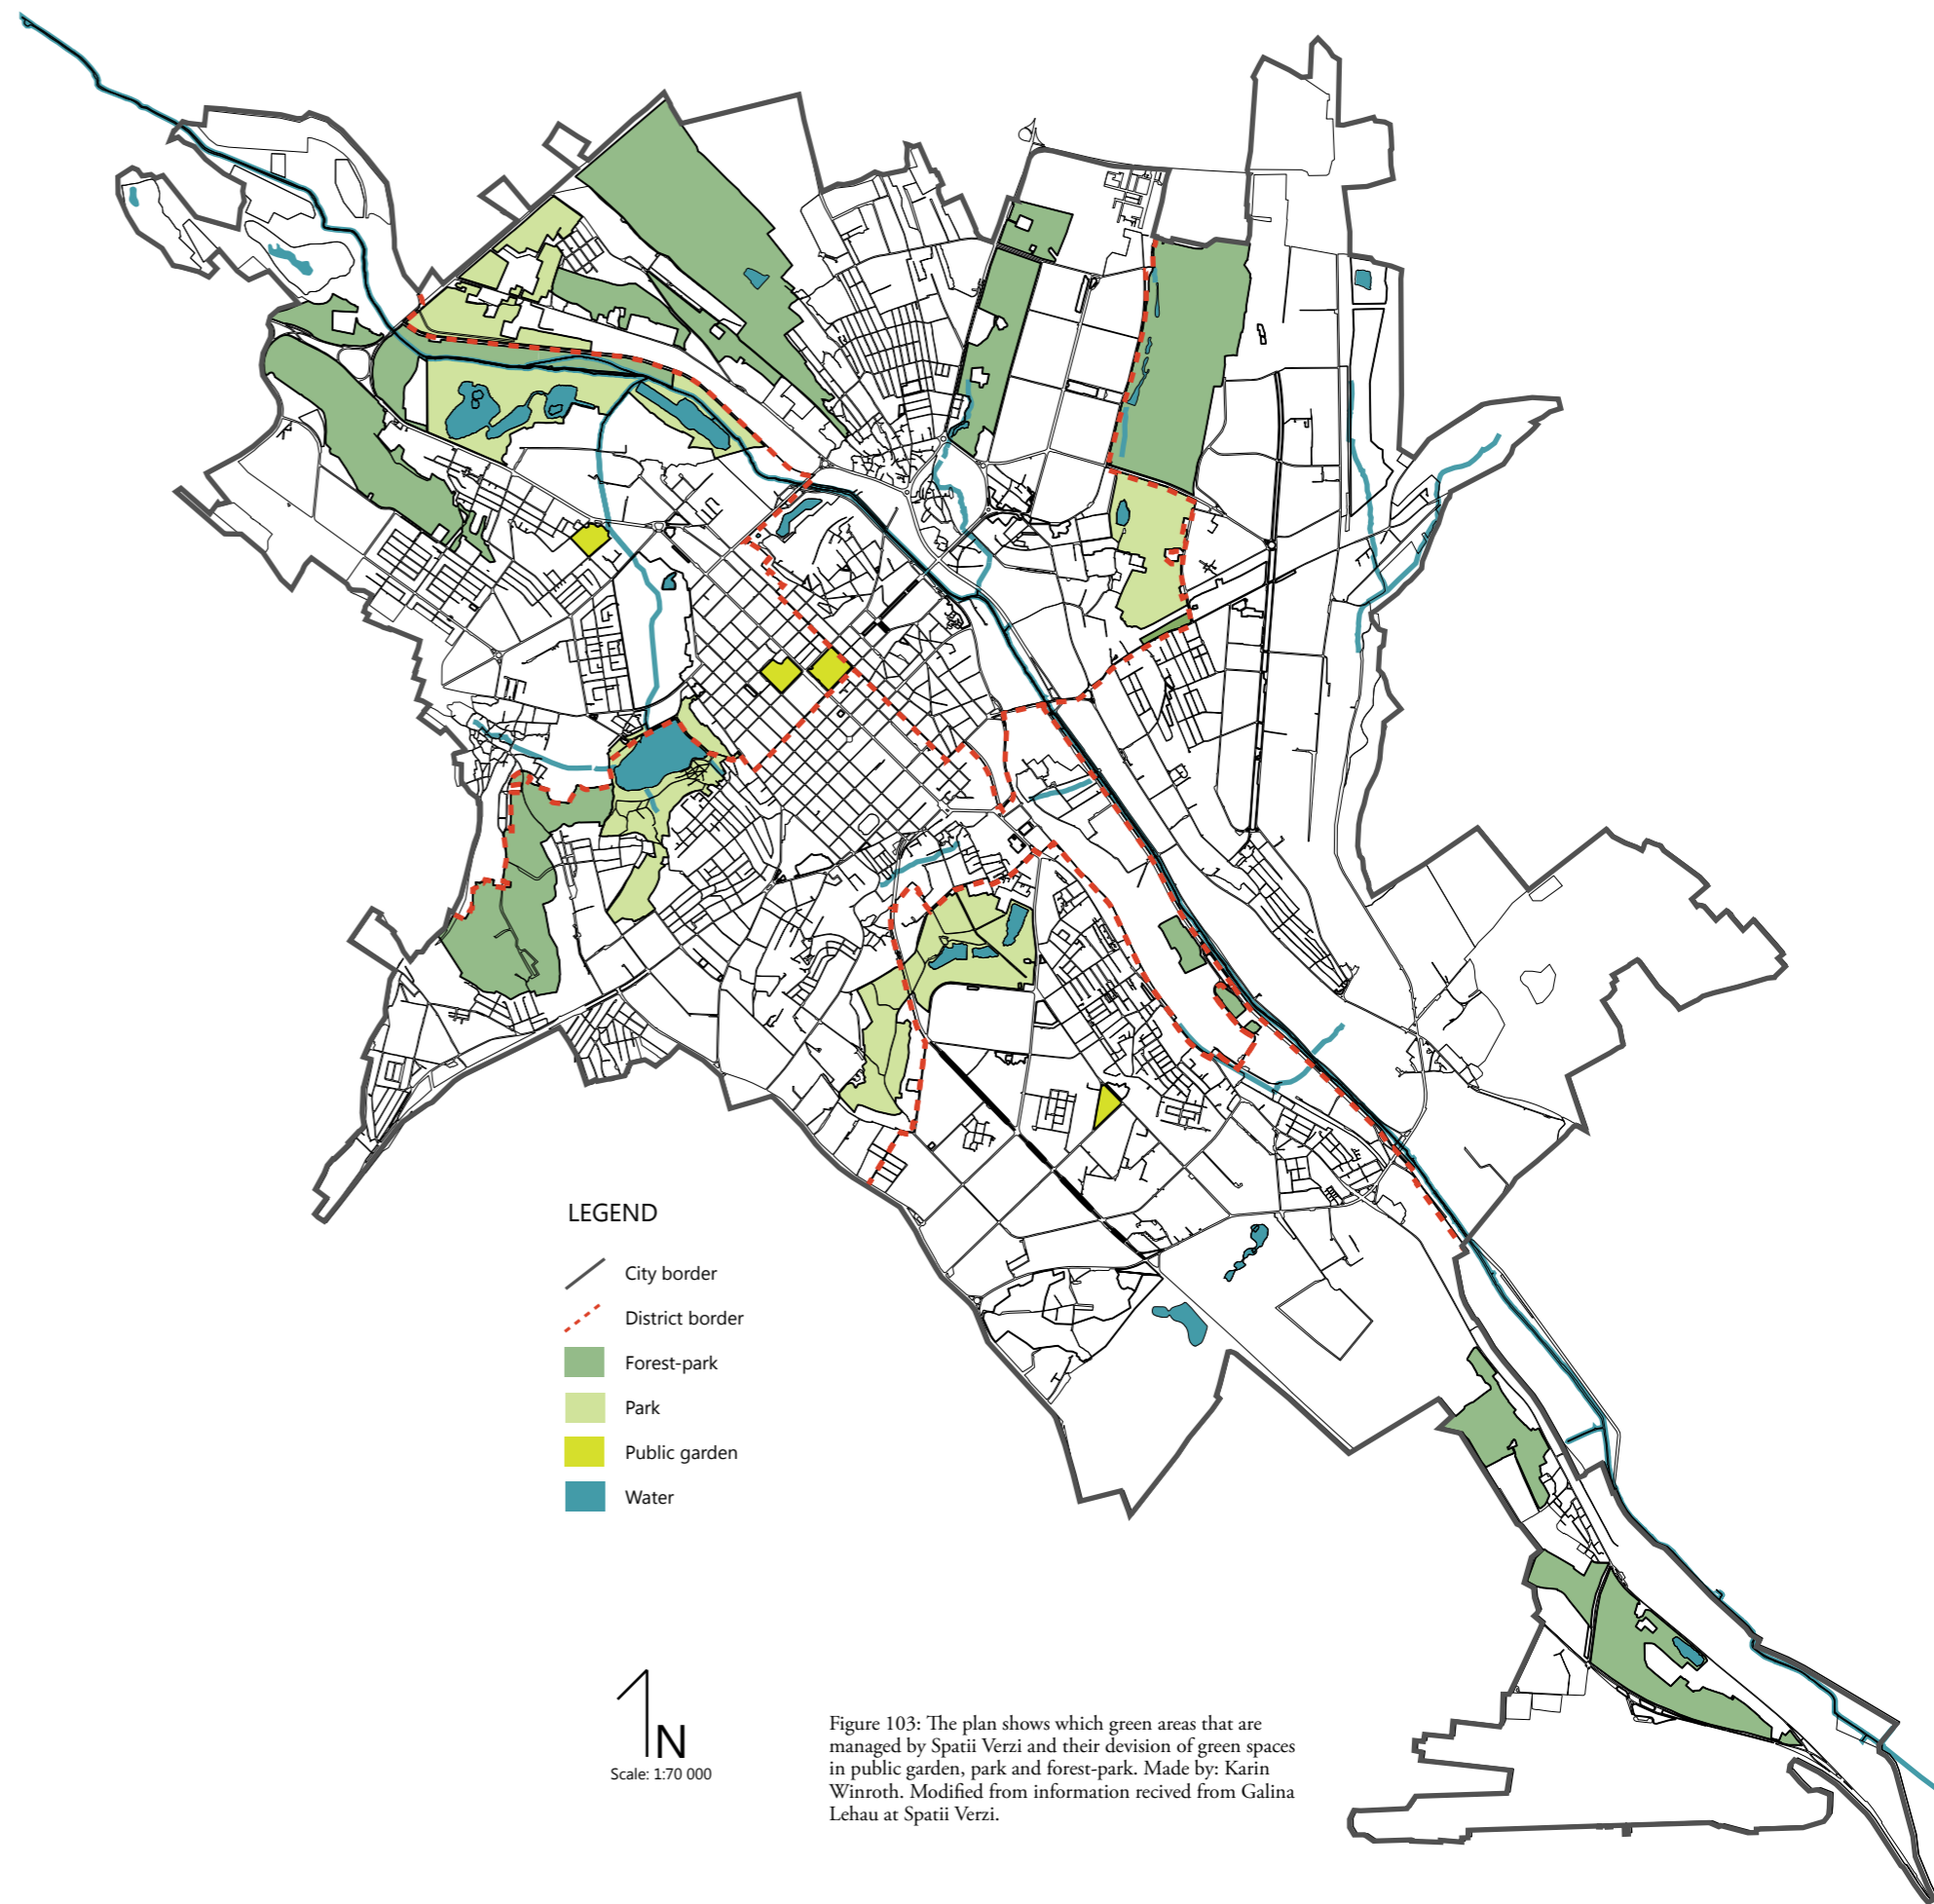 LEGEND
City border
District border
Forest-park
Park
Public garden
Water
N
Scale: 1:70 000
Figure 103: The plan shows which green areas that are
managed by Spatii Verzi and their devision of green spaces
in public garden, park and forest-park. Made by: Karin
Winroth. Modified from information recived from Galina
Lehau at Spatii Verzi.